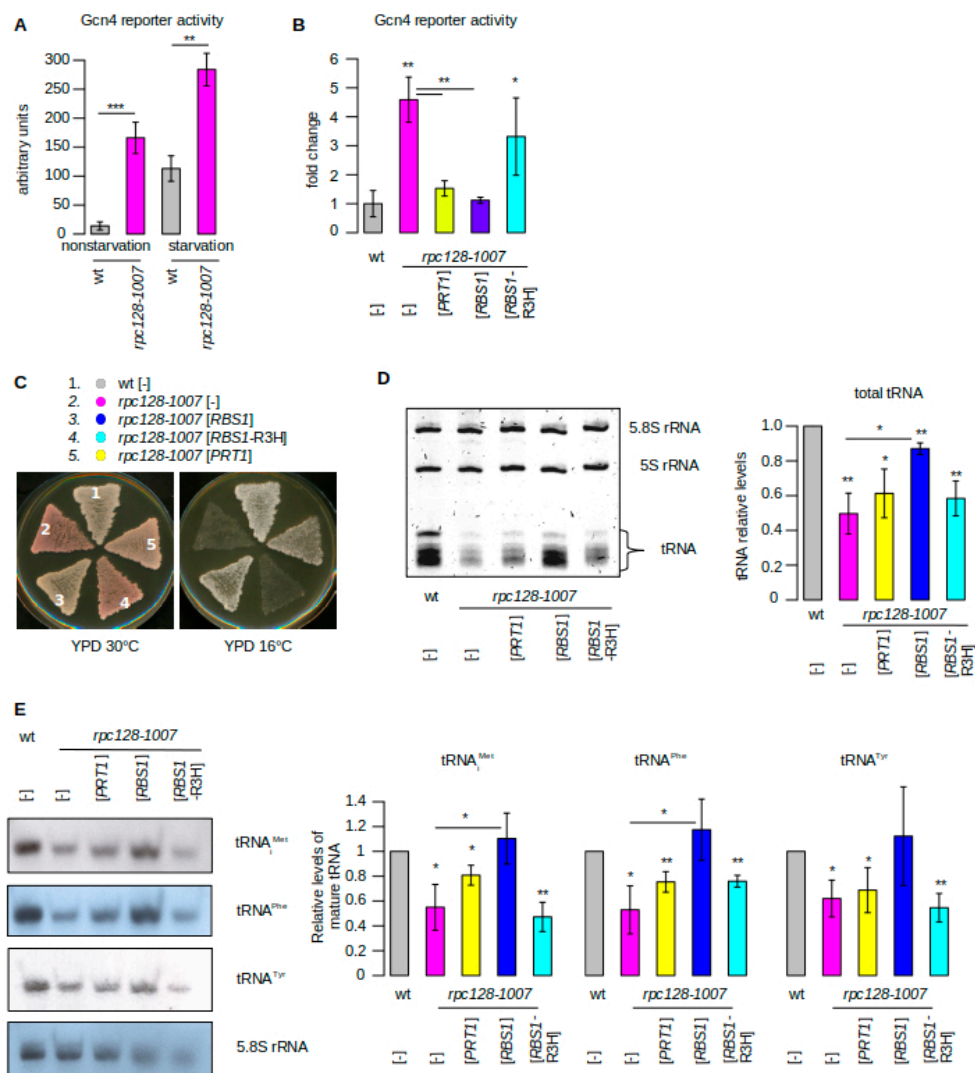 A
Gcn4 reporter activity
arbitrary units
300
250
200
150
100
50
0
***
**
nonstarvation
starvation
wt
rpc128-1007
wt
rpc128-1007
B
Gcn4 reporter activity
fold change
6
5
4
3
2
1
0
**
**
*
wt
rpc128-1007
[-]
[-]
[PRT1]
[RBS1]
[RBS1-
R3H]
C
1. wt [-]
2. rpc128-1007 [-]
3. rpc128-1007 [RBS1]
4. rpc128-1007 [RBS1-R3H]
5. rpc128-1007 [PRT1]
1
2
5
3
4
YPD 30°C
YPD 16°C
D
5.8S rRNA
5S rRNA
tRNA
wt
rpc128-1007
[-]
[-]
[PRT1]
[RBS1]
[RBS1
-R3H]
total tRNA
tRNA relative levels
1.0
0.8
0.6
0.4
0.2
0
*
**
*
**
**
wt
rpc128-1007
[-]
[-]
[PRT1]
[RBS1]
[RBS1-
R3H]
E
wt
rpc128-1007
[-]
[-]
[PRT1]
[RBS1]
[RBS1
-R3H]
tRNAiMet
tRNAPhe
tRNATyr
5.8S rRNA
Relative levels of
mature tRNA
1.4
1.2
1
0.8
0.6
0.4
0.2
0
tRNAiMet
*
*
*
**
wt
rpc128-1007
[-]
[-]
[PRT1]
[RBS1]
[RBS1-
R3H]
tRNAPhe
*
*
**
**
wt
rpc128-1007
[-]
[-]
[PRT1]
[RBS1]
[RBS1-
R3H]
tRNATyr
*
*
**
wt
rpc128-1007
[-]
[-]
[PRT1]
[RBS1]
[RBS1-
R3H]